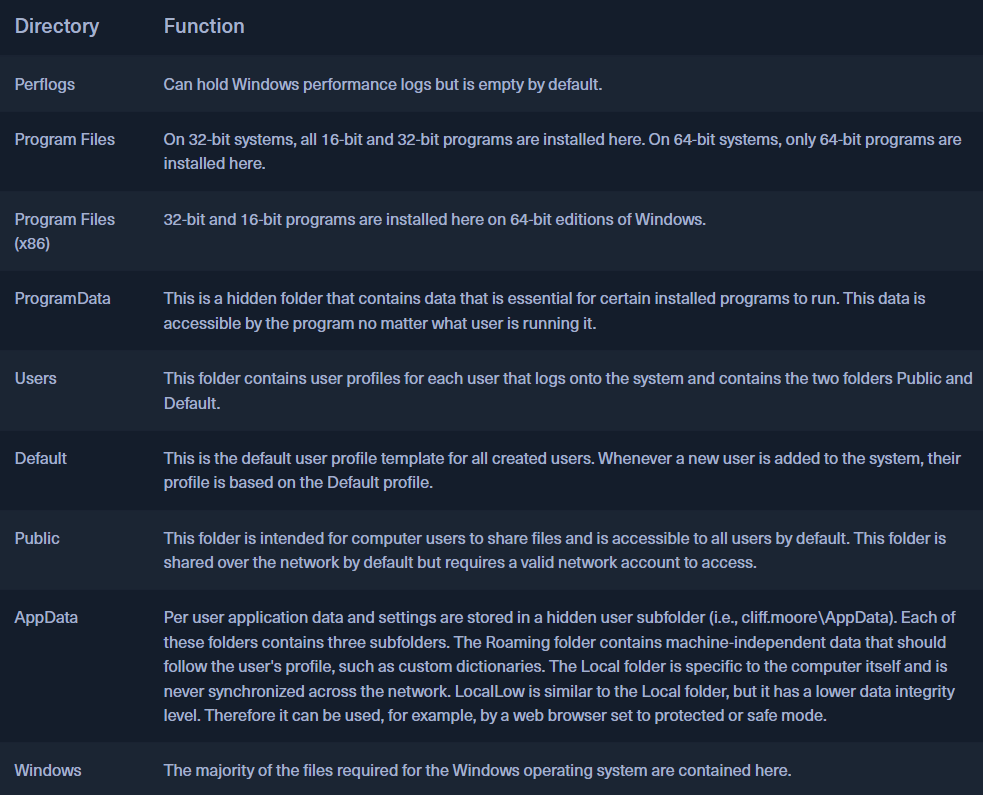 Directory Function
Perflogs Can hold Windows performance logs but is empty by default.
Program Files On 32-bit systems, all 16-bit and 32-bit programs are installed here. On 64-bit systems, only 64-bit programs are
installed here.
Program Files 32-bit and 16-bit programs are installed here on 64-bit editions of Windows.
(x86)
ProgramData This is a hidden folder that contains data that is essential for certain installed programs to run. This data is
accessible by the program no matter what user is running it.
Users This folder contains user profiles for each user that logs onto the system and contains the two folders Public and
Default.
Default This is the default user profile template for all created users. Whenever a new user is added to the system, their
profile is based on the Default profile.
Public This folder is intended for computer users to share files and is accessible to all users by default. This folder is
shared over the network by default but requires a valid network account to access.
AppData Per user application data and settings are stored in a hidden user subfolder (i.e., cliff.moore\AppData). Each of
these folders contains three subfolders. The Roaming folder contains machine-independent data that should
follow the user's profile, such as custom dictionaries. The Local folder is specific to the computer itself and is
never synchronized across the network. LocalLow is similar to the Local folder, but it has a lower data integrity
level. Therefore it can be used, for example, by a web browser set to protected or safe mode.
Windows The majority of the files required for the Windows operating system are contained here.